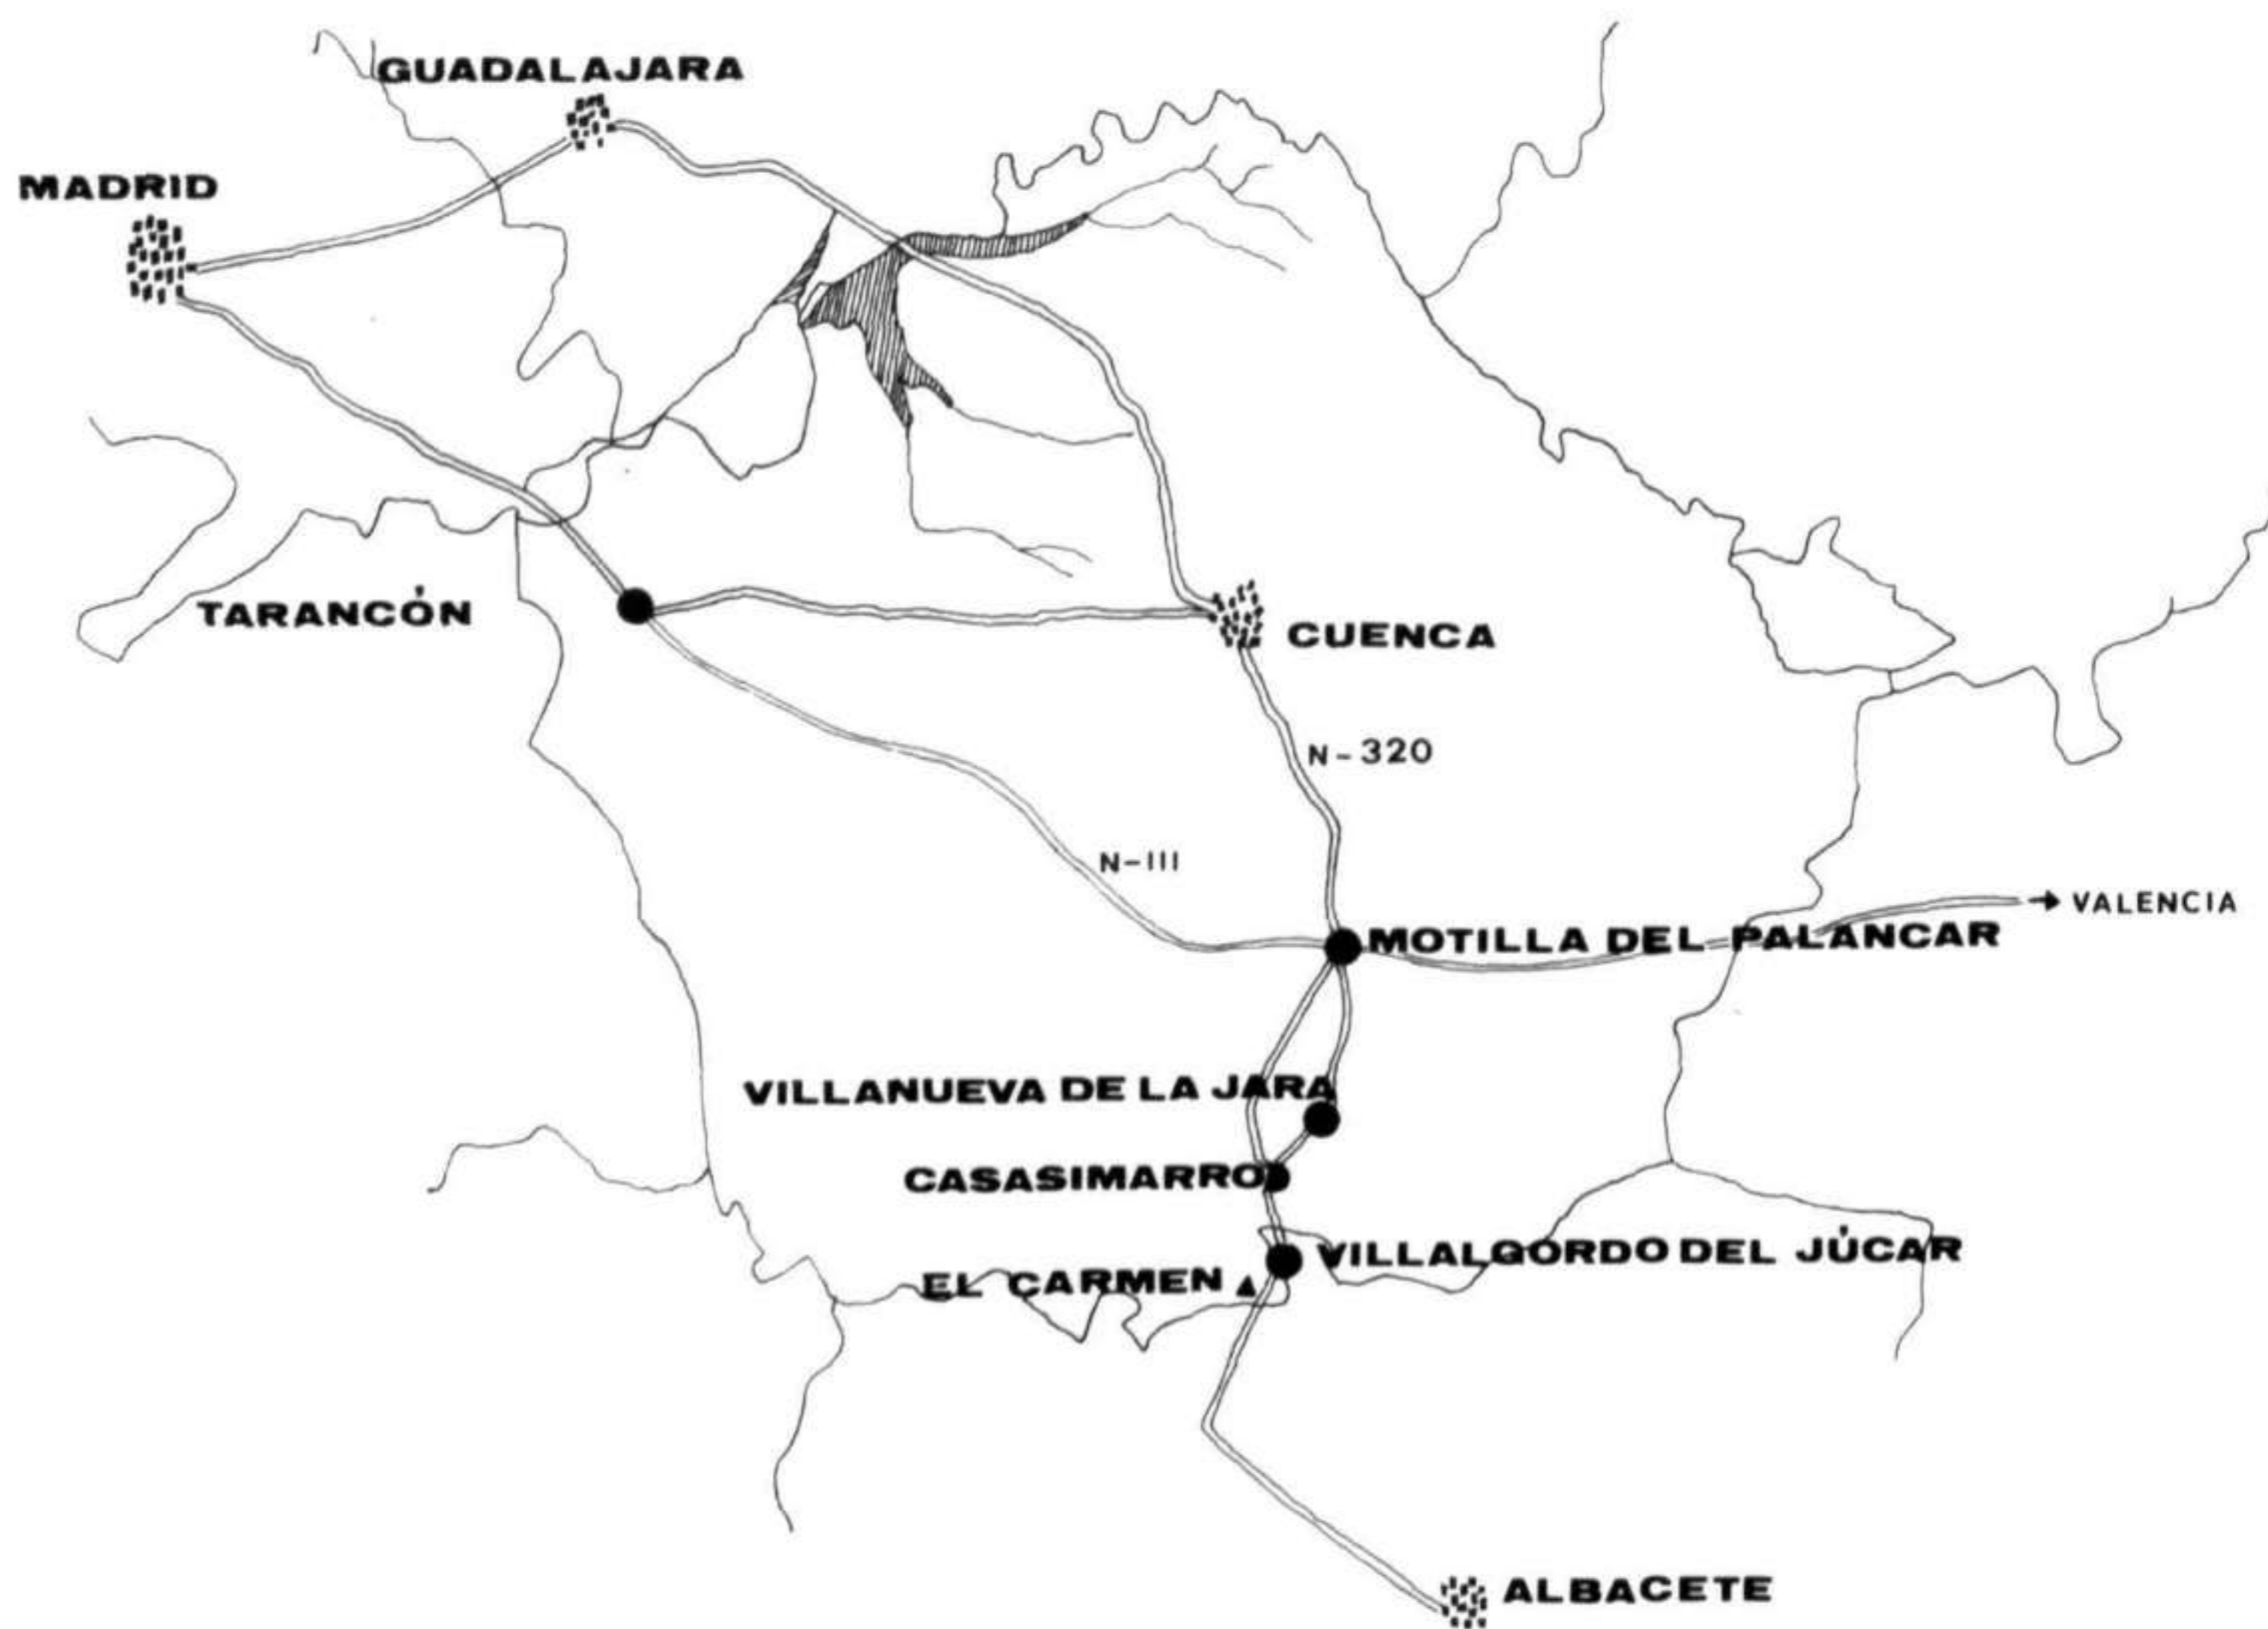 GUADALAJARA
MADRID
TARANCÓN
CUENCA
N-320
N-III
VALENCIA
MOTILLA DEL PALANCAR
VILLANUEVA DE LA JARA
CASASIMARRO
VILLALGORDO DEL JÚCAR
EL CARMEN
ALBACETE